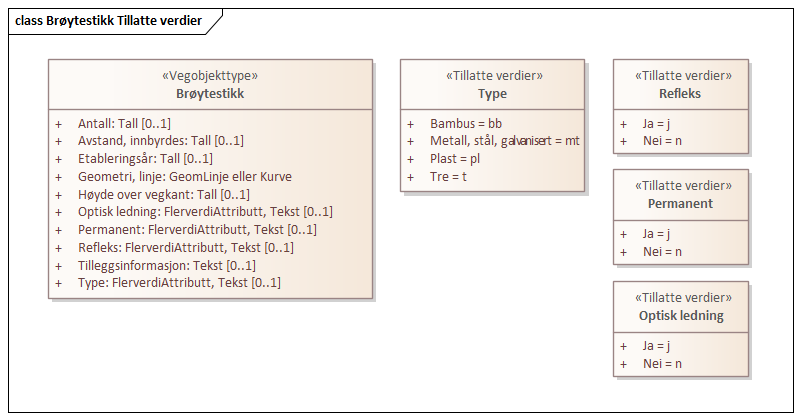 class Brøytestikk Tillatte verdier
«Vegobjekttype»
Brøytestikk
+ Antall: Tall [0..1]
+ Avstand, innbyrdes: Tall [0..1]
+ Etableringsår: Tall [0..1]
+ Geometri, linje: GeomLinje eller Kurve
+ Høyde over vegkant: Tall [0..1]
+ Optisk ledning: FlerverdiAttributt, Tekst [0..1]
+ Permanent: FlerverdiAttributt, Tekst [0..1]
+ Refleks: FlerverdiAttributt, Tekst [0..1]
+ Tilleggsinformasjon: Tekst [0..1]
+ Type: FlerverdiAttributt, Tekst [0..1]
«Tillatte verdier»
Type
+ Bambus = bb
+ Metall, stål, galvanisert = mt
+ Plast = pl
+ Tre = t
«Tillatte verdier»
Refleks
+ Ja = j
+ Nei = n
«Tillatte verdier»
Permanent
+ Ja = j
+ Nei = n
«Tillatte verdier»
Optisk ledning
+ Ja = j
+ Nei = n